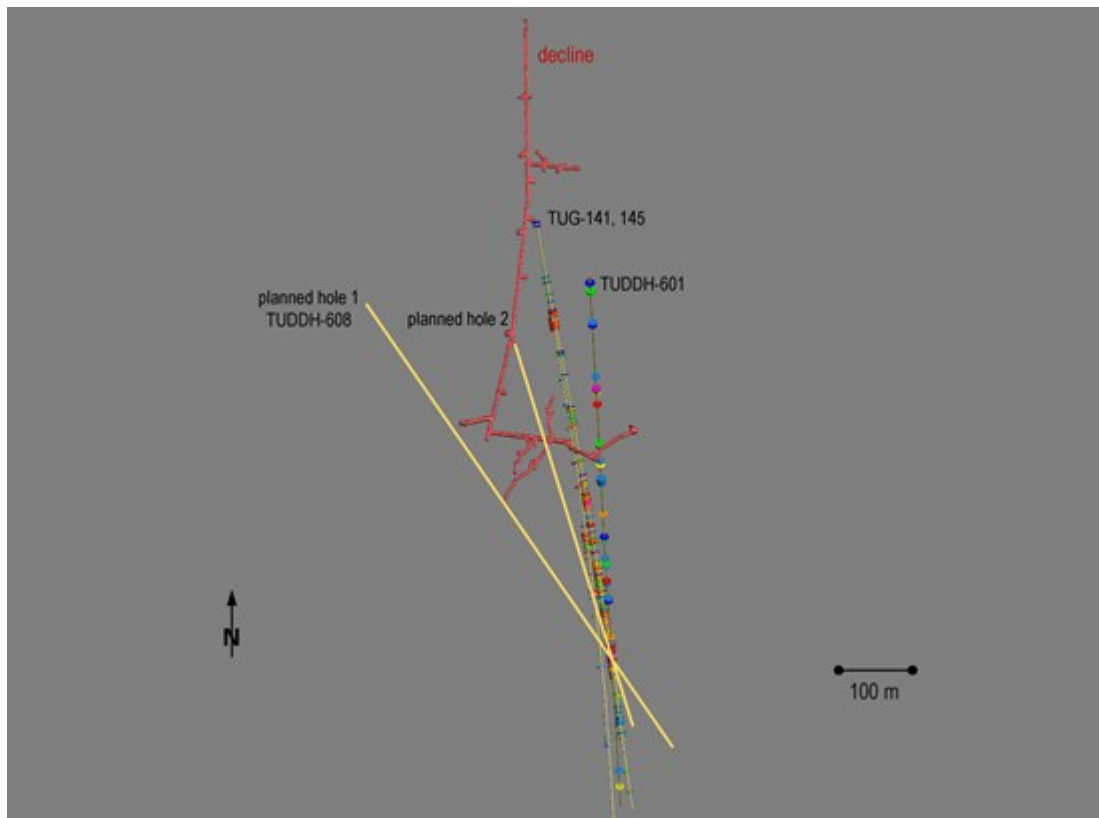 decline
TUG-141, 145
TUDDH-601
planned hole 1
TUDDH-608
planned hole 2
N
100 m